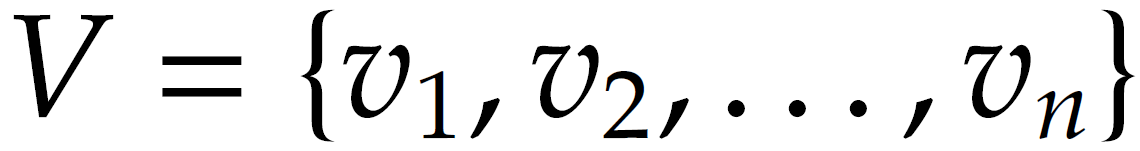 V = {v₁, v₂, . . . , vₙ}